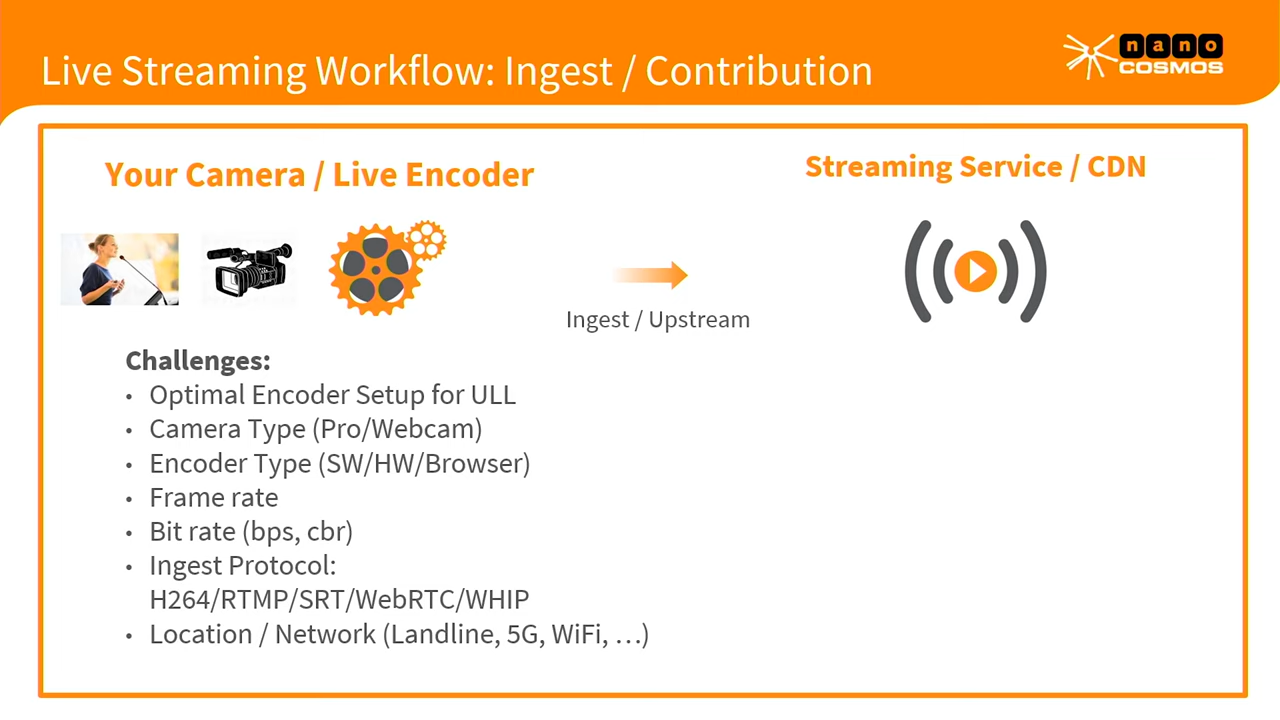 Live Streaming Workflow: Ingest / Contribution
nano
COSMOS
Your Camera / Live Encoder
Streaming Service / CDN
Ingest / Upstream
Challenges:
• Optimal Encoder Setup for ULL
• Camera Type (Pro/Webcam)
• Encoder Type (SW/HW/Browser)
• Frame rate
• Bit rate (bps, cbr)
• Ingest Protocol:
H264/RTMP/SRT/WebRTC/WHIP
• Location / Network (Landline, 5G, WiFi, …)